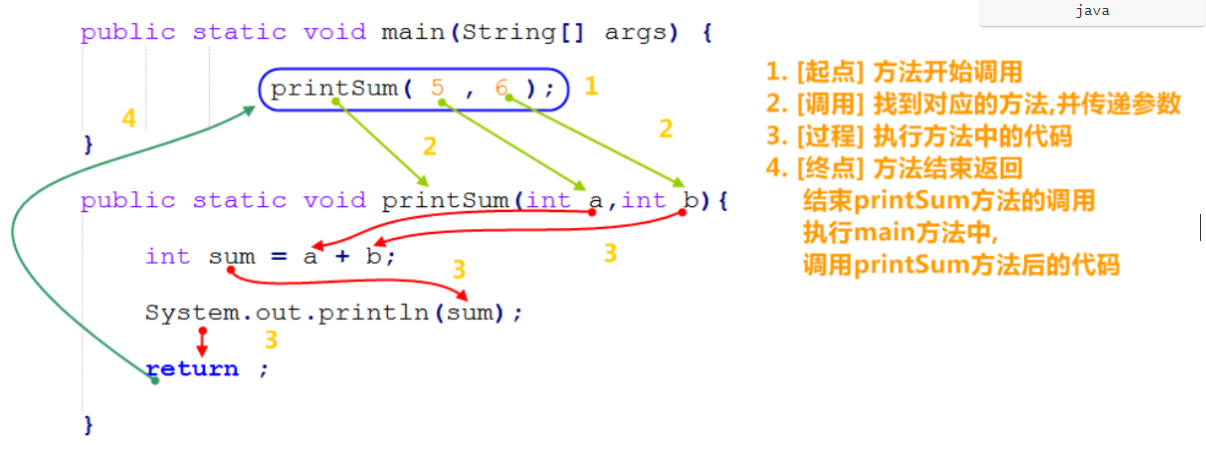 java
public static void main(String[] args) {
printSum( 5 , 6 ); 1
4
2
2
}
public static void printSum(int a,int b){
3
int sum = a + b;
3
System.out.println(sum);
3
return ;
}
1. [起点] 方法开始调用
2. [调用] 找到对应的方法,并传递参数
3. [过程] 执行方法中的代码
4. [终点] 方法结束返回
结束printSum方法的调用
执行main方法中,
调用printSum方法后的代码